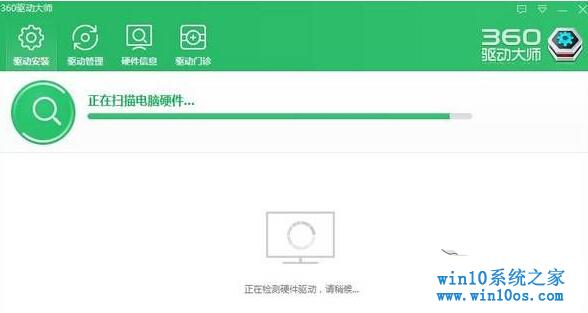 360驱动大师
驱动安装
驱动管理
硬件信息
驱动门诊
360
驱动大师
正在扫描电脑硬件...
正在检测硬件驱动，请稍候...
win10系统之家
www.win10os.com